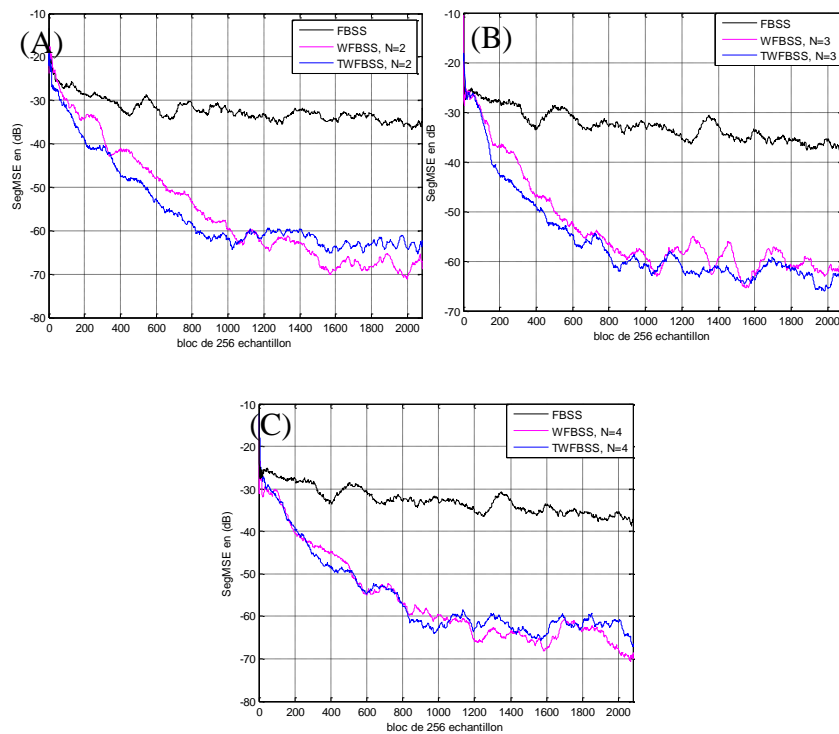 (A)
-10
-20
-30
-40
-50
-60
-70
-80
SegMSE en (dB)
0 200 400 600 800 1000 1200 1400 1600 1800 2000
bloc de 256 echantillon
FBSS
WFBSS, N=2
TWFBSS, N=2
(B)
-10
-20
-30
-40
-50
-60
-70
SegMSE en dB
0 200 400 600 800 1000 1200 1400 1600 1800 2000
bloc de 256 echantillon
FBSS
WFBSS, N=3
TWFBSS, N=3
(C)
-10
-20
-30
-40
-50
-60
-70
-80
SegMSE en (dB)
0 200 400 600 800 1000 1200 1400 1600 1800 2000
bloc de 256 echantillon
FBSS
WFBSS, N=4
TWFBSS, N=4